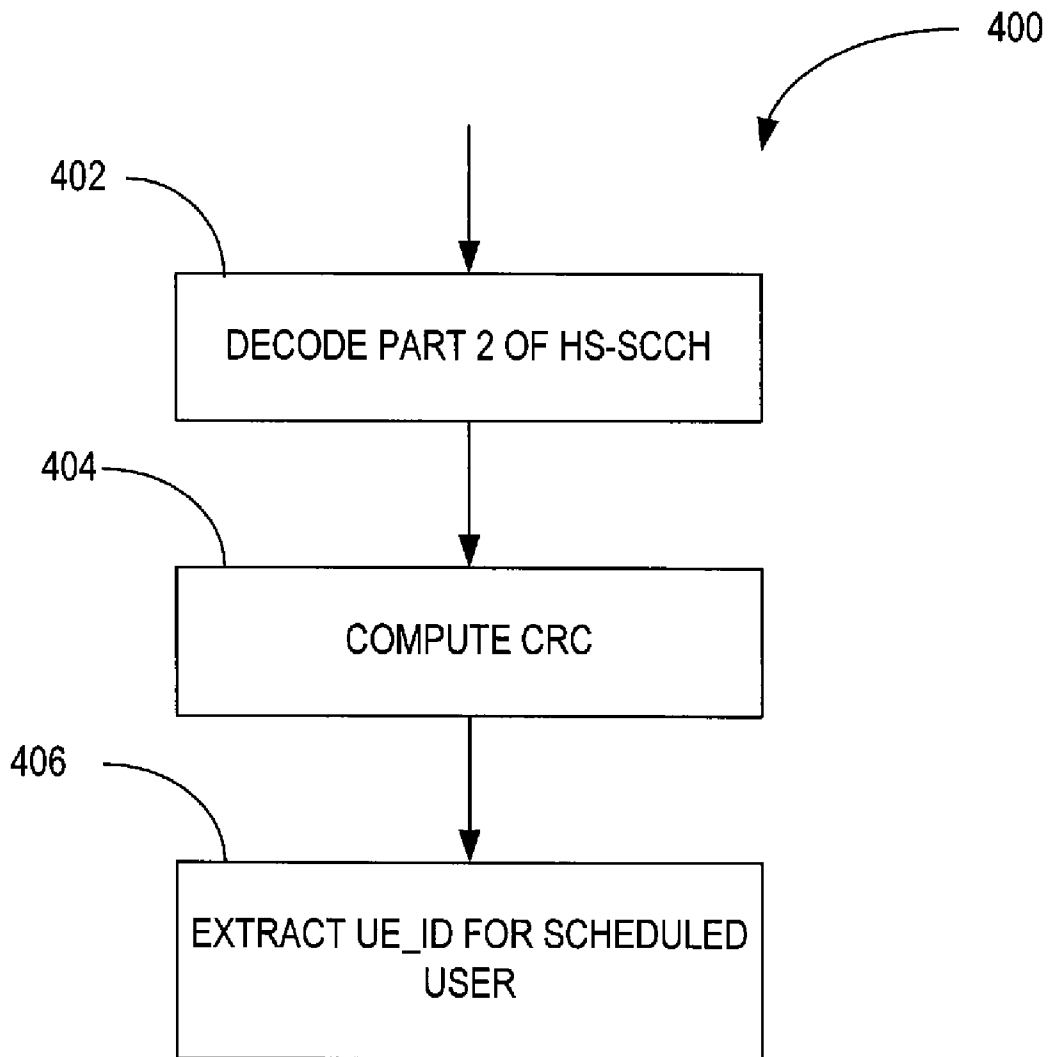 400
402
DECODE PART 2 OF HS-SCCH
404
COMPUTE CRC
406
EXTRACT UE_ID FOR SCHEDULED
USER